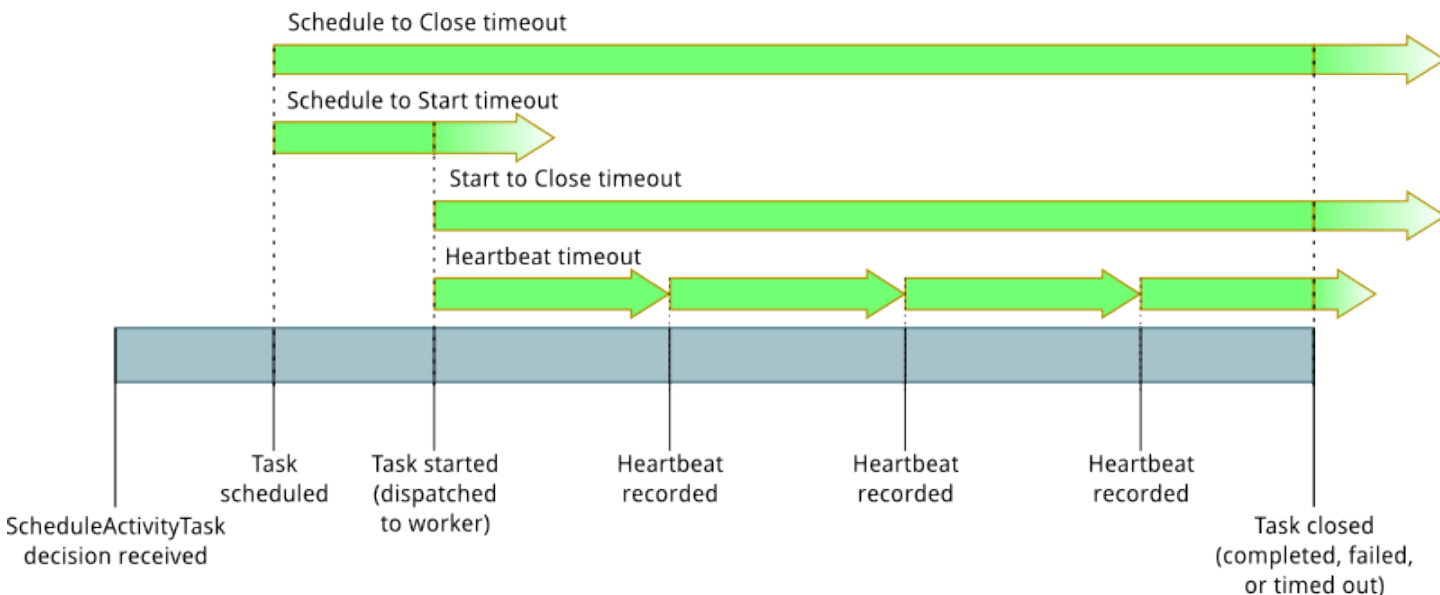 Schedule to Close timeout
Schedule to Start timeout
Start to Close timeout
Heartbeat timeout
ScheduleActivityTask
decision received
Task
scheduled
Task started
(dispatched
to worker)
Heartbeat
recorded
Heartbeat
recorded
Heartbeat
recorded
Task closed
(completed, failed,
or timed out)